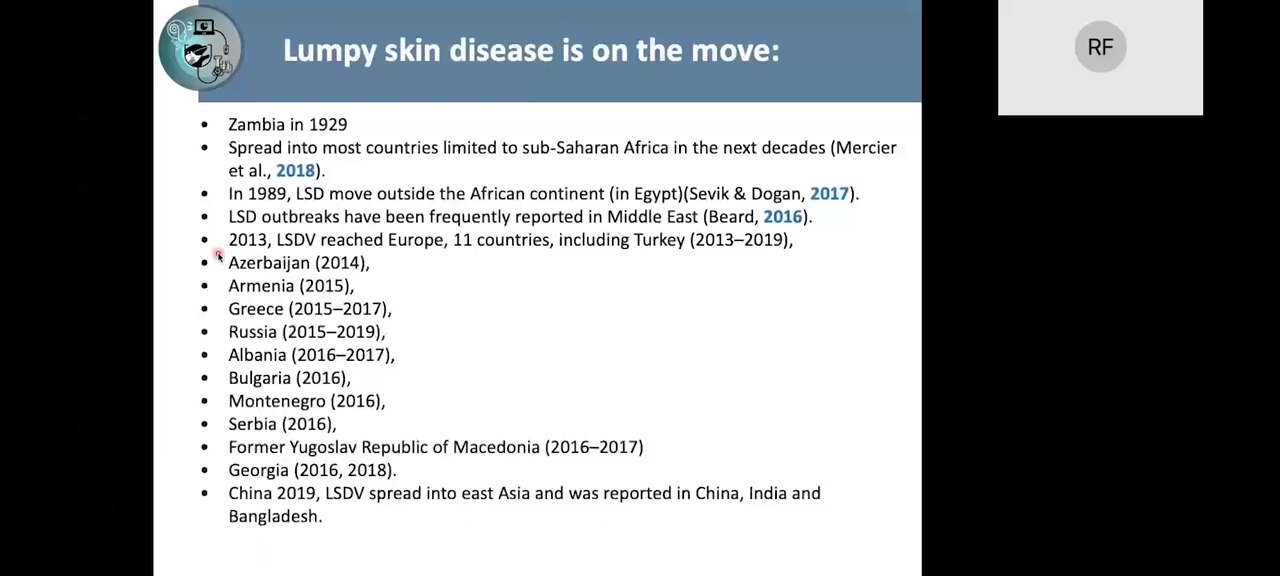 Lumpy skin disease is on the move:
RF
• Zambia in 1929
• Spread into most countries limited to sub-Saharan Africa in the next decades (Mercier
et al., 2018).
• In 1989, LSD move outside the African continent (in Egypt)(Sevik & Dogan, 2017).
• LSD outbreaks have been frequently reported in Middle East (Beard, 2016).
• 2013, LSDV reached Europe, 11 countries, including Turkey (2013–2019),
• Azerbaijan (2014),
• Armenia (2015),
• Greece (2015–2017),
• Russia (2015–2019),
• Albania (2016–2017),
• Bulgaria (2016),
• Montenegro (2016),
• Serbia (2016),
• Former Yugoslav Republic of Macedonia (2016–2017)
• Georgia (2016, 2018).
• China 2019, LSDV spread into east Asia and was reported in China, India and
Bangladesh.